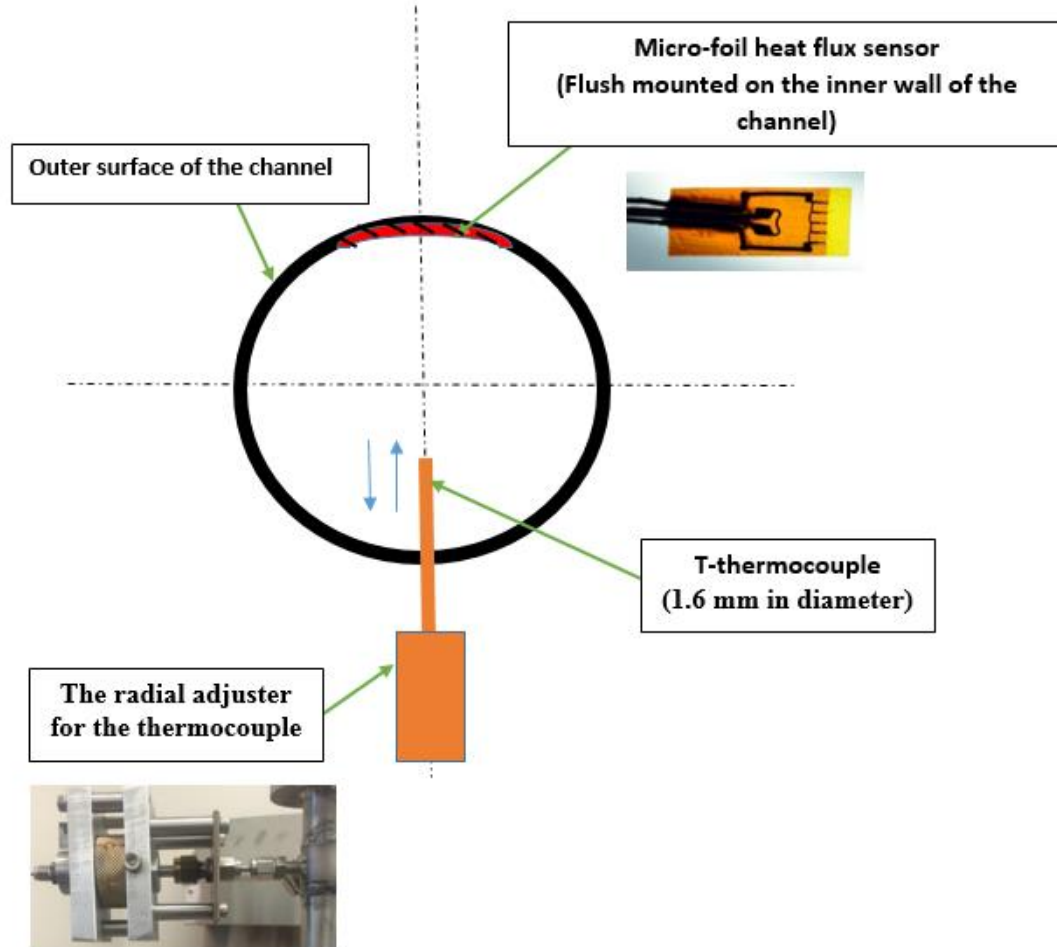 Micro-foil heat flux sensor
(Flush mounted on the inner wall of the
channel)
Outer surface of the channel
T-thermocouple
(1.6 mm in diameter)
The radial adjuster
for the thermocouple